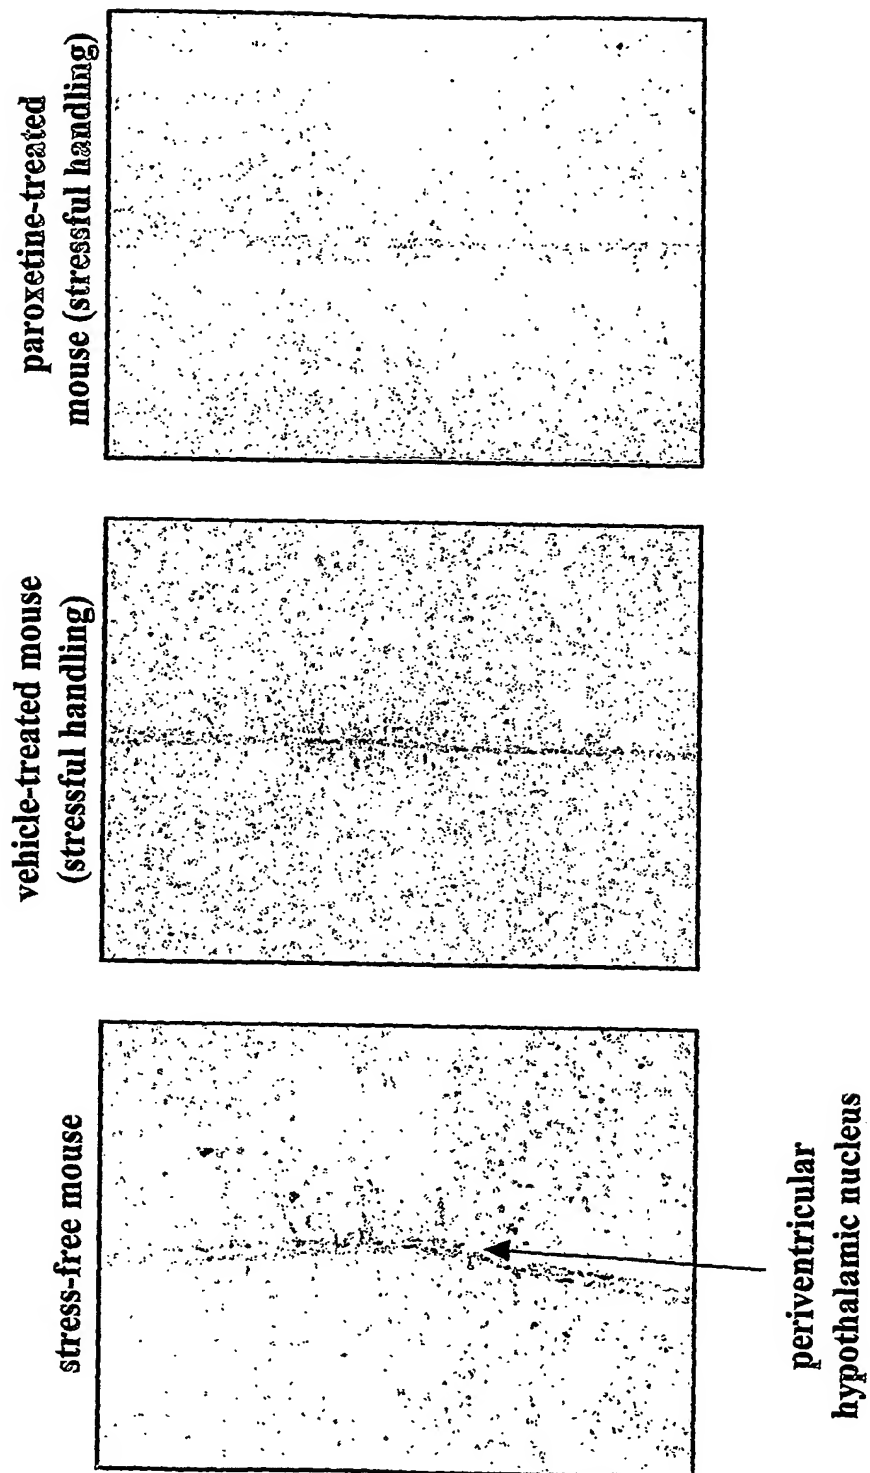 stress-free mouse
vehicle-treated mouse
(stressful handling)
paroxetine-treated
mouse (stressful handling)
periventricular
hypothalamic nucleus